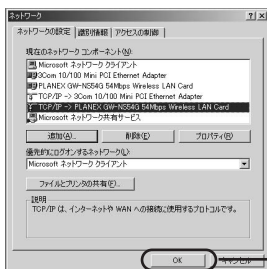 ネットワーク
ネットワークの設定 識別情報 アクセスの制御
現在のネットワーク コンポーネント(N):
Microsoft ネットワーク クライアント
3Com 10/100 Mini PCI Ethernet Adapter
PLANEX GW-NS54G 54Mbps Wireless LAN Card
TCP/IP -> 3Com 10/100 Mini PCI Ethernet Adapter
TCP/IP -> PLANEX GW-NS54G 54Mbps Wireless LAN Card
Microsoft ネットワーク共有サービス
追加(A)... 削除(E) プロパティ(R)
優先的にログオンするネットワーク(L):
Microsoft ネットワーク クライアント
ファイルとプリンタの共有(F)...
説明
TCP/IP は、インターネットや WAN への接続に使用するプロトコルです。
OK キャンセル